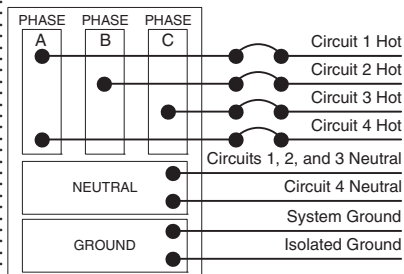 PHASE PHASE PHASE
A B C
Circuit 1 Hot
Circuit 2 Hot
Circuit 3 Hot
Circuit 4 Hot
Circuits 1, 2, and 3 Neutral
NEUTRAL
Circuit 4 Neutral
System Ground
GROUND
Isolated Ground